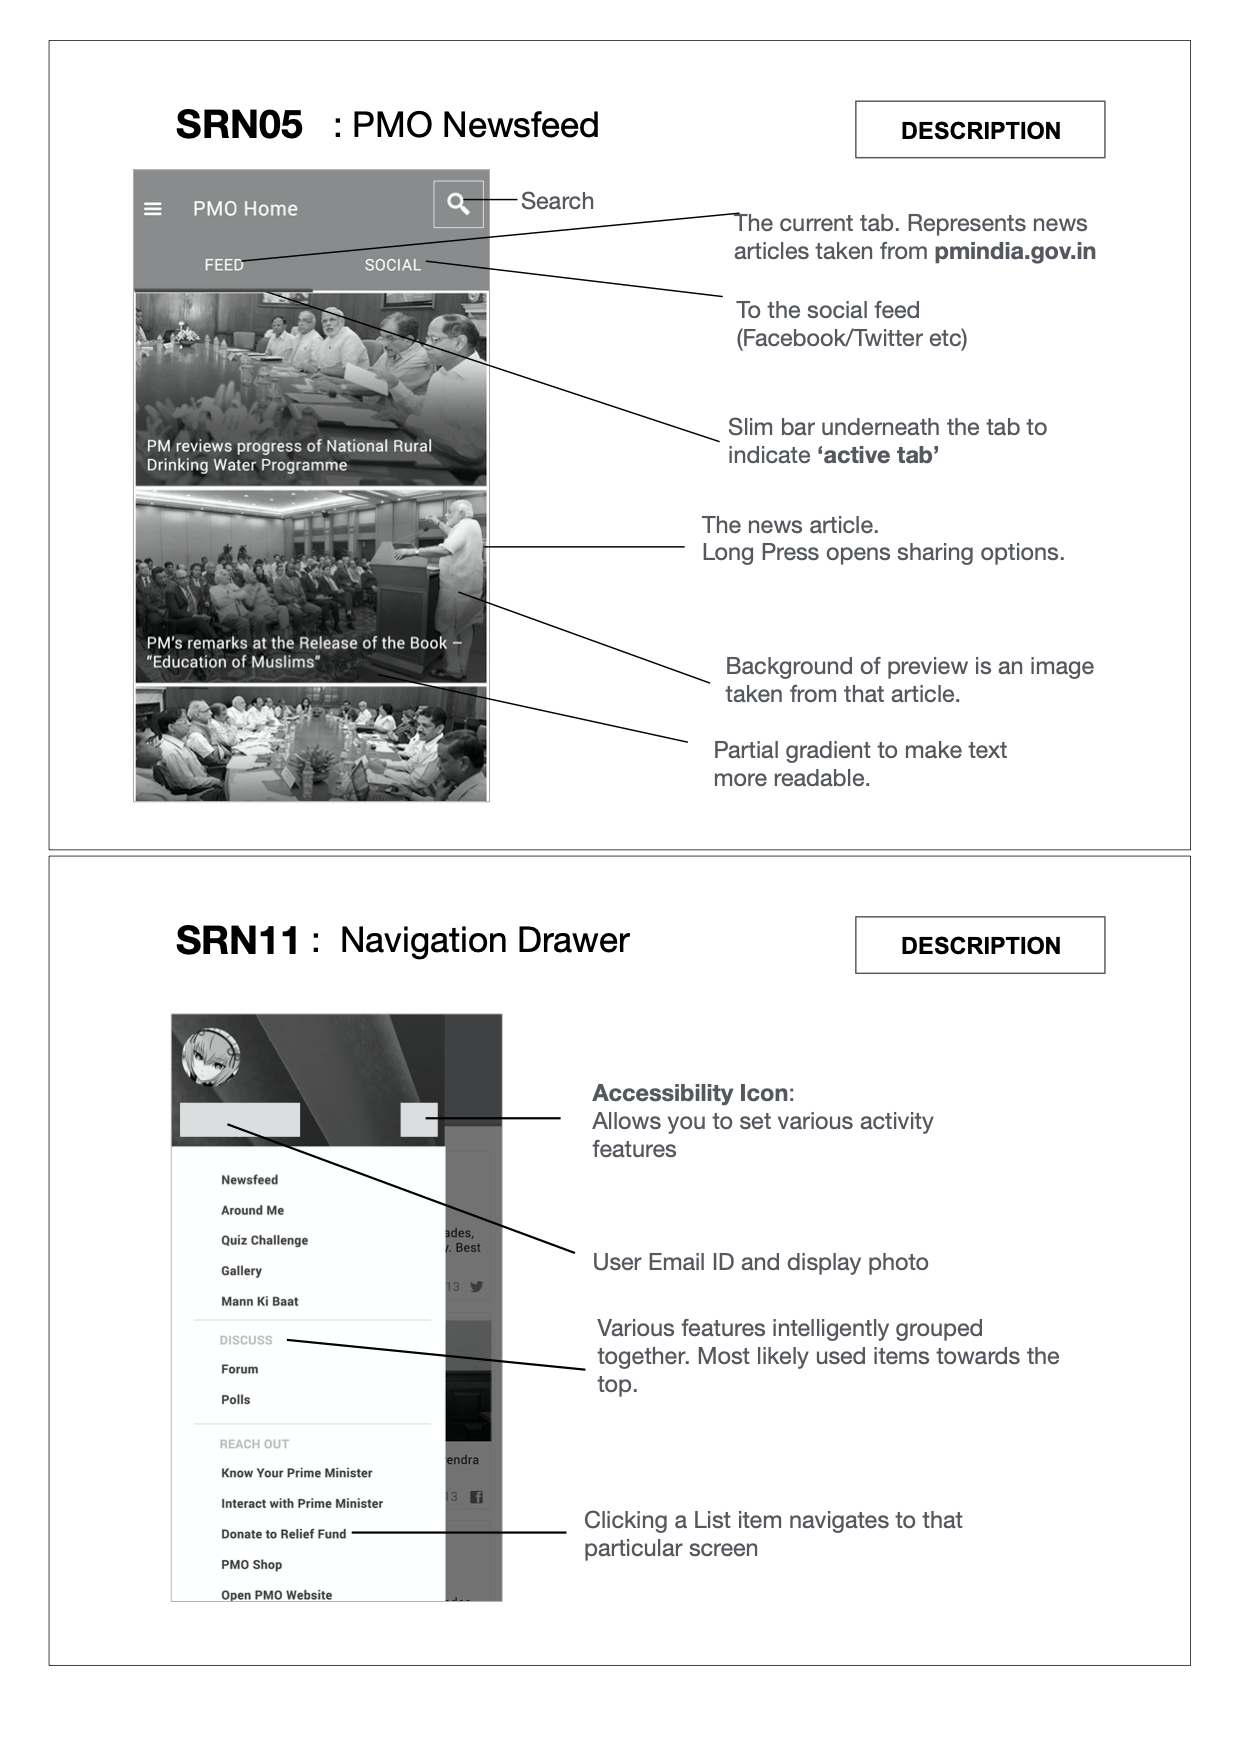 SRN05 : PMO Newsfeed
DESCRIPTION
PMO Home
Search
FEED
SOCIAL
The current tab. Represents news
articles taken from pmindia.gov.in
To the social feed
(Facebook/Twitter etc)
Slim bar underneath the tab to
indicate ‘active tab’
PM reviews progress of National Rural
Drinking Water Programme
The news article.
Long Press opens sharing options.
PM’s remarks at the Release of the Book –
“Education of Muslims”
Background of preview is an image
taken from that article.
Partial gradient to make text
more readable.
SRN11 : Navigation Drawer
DESCRIPTION
Accessibility Icon:
Allows you to set various activity
features
Newsfeed
Around Me
Quiz Challenge
Gallery
Mann Ki Baat
ades,
y. Best
13
User Email ID and display photo
DISCUSS
Forum
Polls
Various features intelligently grouped
together. Most likely used items towards the
top.
REACH OUT
Know Your Prime Minister
Interact with Prime Minister
Donate to Relief Fund
PMO Shop
Open PMO Website
endra
13
Clicking a List item navigates to that
particular screen